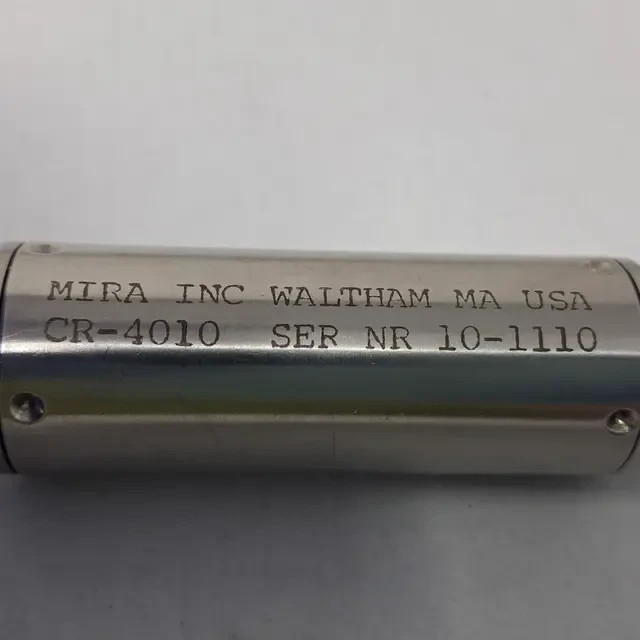 MIRA INC WALTHAM MA USA
CR-4010 SER NR 10-1110